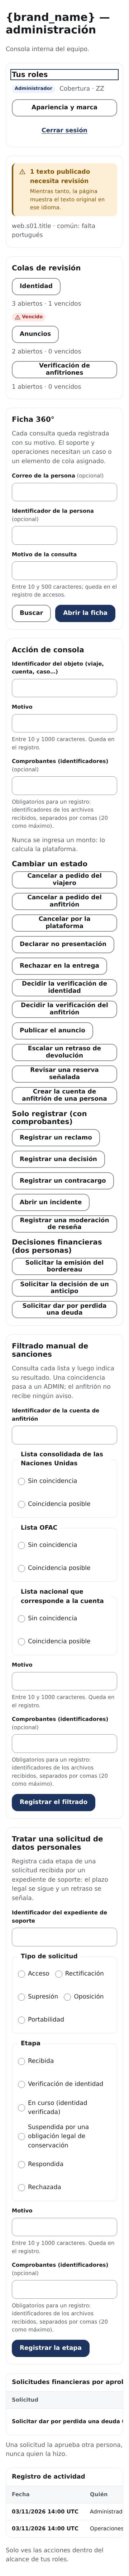 {brand_name} —
administración
Consola interna del equipo.
Tus roles
Administrador Cobertura · ZZ
Apariencia y marca
Cerrar sesión
1 texto publicado
necesita revisión
Mientras tanto, la página
muestra el texto original en
ese idioma.
web.s01.title · común: falta
portugués
Colas de revisión
Identidad
3 abiertos · 1 vencidos
Vencido
Anuncios
2 abiertos · 0 vencidos
Verificación de
anfitriones
1 abiertos · 0 vencidos
Ficha 360°
Cada consulta queda registrada
con su motivo. El soporte y
operaciones necesitan un caso o
un elemento de cola asignado.
Correo de la persona (opcional)
Identificador de la persona
(opcional)
Motivo de la consulta
Entre 10 y 500 caracteres; queda en el
registro de accesos.
Buscar
Abrir la ficha
Acción de consola
Identificador del objeto (viaje,
cuenta, caso…)
Motivo
Entre 10 y 1000 caracteres. Queda en
el registro.
Comprobantes (identificadores)
(opcional)
Obligatorios para un registro:
identificadores de los archivos
recibidos, separados por comas (20
como máximo).
Nunca se ingresa un monto: lo
calcula la plataforma.
Cambiar un estado
Cancelar a pedido del
viajero
Cancelar a pedido del
anfitrión
Cancelar por la
plataforma
Declarar no presentación
Rechazar en la entrega
Decidir la verificación de
identidad
Decidir la verificación del
anfitrión
Publicar el anuncio
Escalar un retraso de
devolución
Revisar una reserva
señalada
Crear la cuenta de
anfitrión de una persona
Solo registrar (con
comprobantes)
Registrar un reclamo
Registrar una decisión
Registrar un contracargo
Abrir un incidente
Registrar una moderación
de reseña
Decisiones financieras
(dos personas)
Solicitar la emisión del
bordereau
Solicitar la decisión de un
anticipo
Solicitar dar por perdida
una deuda
Filtrado manual de
sanciones
Consulta cada lista y luego indica
su resultado. Una coincidencia
pasa a un ADMIN; el anfitrión no
recibe ningún aviso.
Identificador de la cuenta de
anfitrión
Lista consolidada de las
Naciones Unidas
Sin coincidencia
Coincidencia posible
Lista OFAC
Sin coincidencia
Coincidencia posible
Lista nacional que
corresponde a la cuenta
Sin coincidencia
Coincidencia posible
Motivo
Entre 10 y 1000 caracteres. Queda en
el registro.
Comprobantes (identificadores)
(opcional)
Obligatorios para un registro:
identificadores de los archivos
recibidos, separados por comas (20
como máximo).
Registrar el filtrado
Tratar una solicitud de
datos personales
Registra cada etapa de una
solicitud recibida por un
expediente de soporte: el plazo
legal se sigue y un retraso se
señala.
Identificador del expediente de
soporte
Tipo de solicitud
Acceso Rectificación
Supresión Oposición
Portabilidad
Etapa
Recibida
Verificación de identidad
En curso (identidad
verificada)
Suspendida por una
obligación legal de
conservación
Respondida
Rechazada
Motivo
Entre 10 y 1000 caracteres. Queda en
el registro.
Comprobantes (identificadores)
(opcional)
Obligatorios para un registro:
identificadores de los archivos
recibidos, separados por comas (20
como máximo).
Registrar la etapa
Solicitudes financieras por
Solicitud
Solicitar dar por perdida una deuda
Una solicitud la aprueba otra persona,
nunca quien la hizo.
Registro de actividad
Fecha Quién
03/11/2026 14:00 UTC Administrad
03/11/2026 14:00 UTC Operaciones
Solo ves las acciones dentro del
alcance de tus roles.